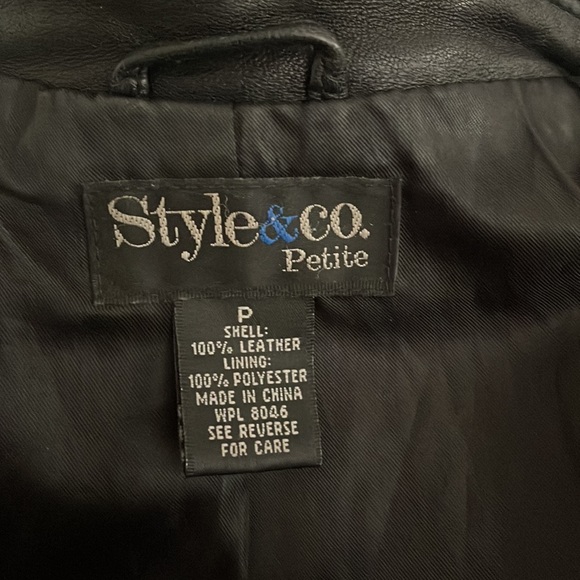 Style&co.
Petite
P
SHELL:
100% LEATHER
LINING:
100% POLYESTER
MADE IN CHINA
WPL 8046
SEE REVERSE
FOR CARE